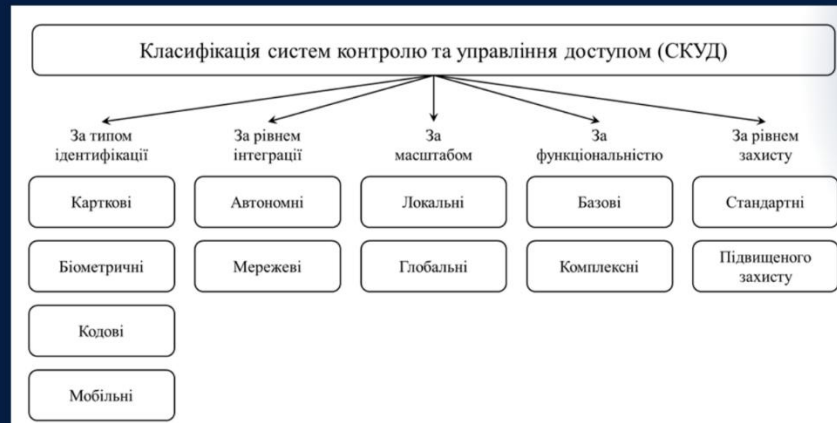 Класифікація систем контролю та управління доступом (СКУД)
За типом
ідентифікації
Карткові
Біометричні
Кодові
Мобільні
За рівнем
інтеграції
Автономні
Мережеві
За
масштабом
Локальні
Глобальні
За
функціональністю
Базові
Комплексні
За рівнем
захисту
Стандартні
Підвищеного
захисту